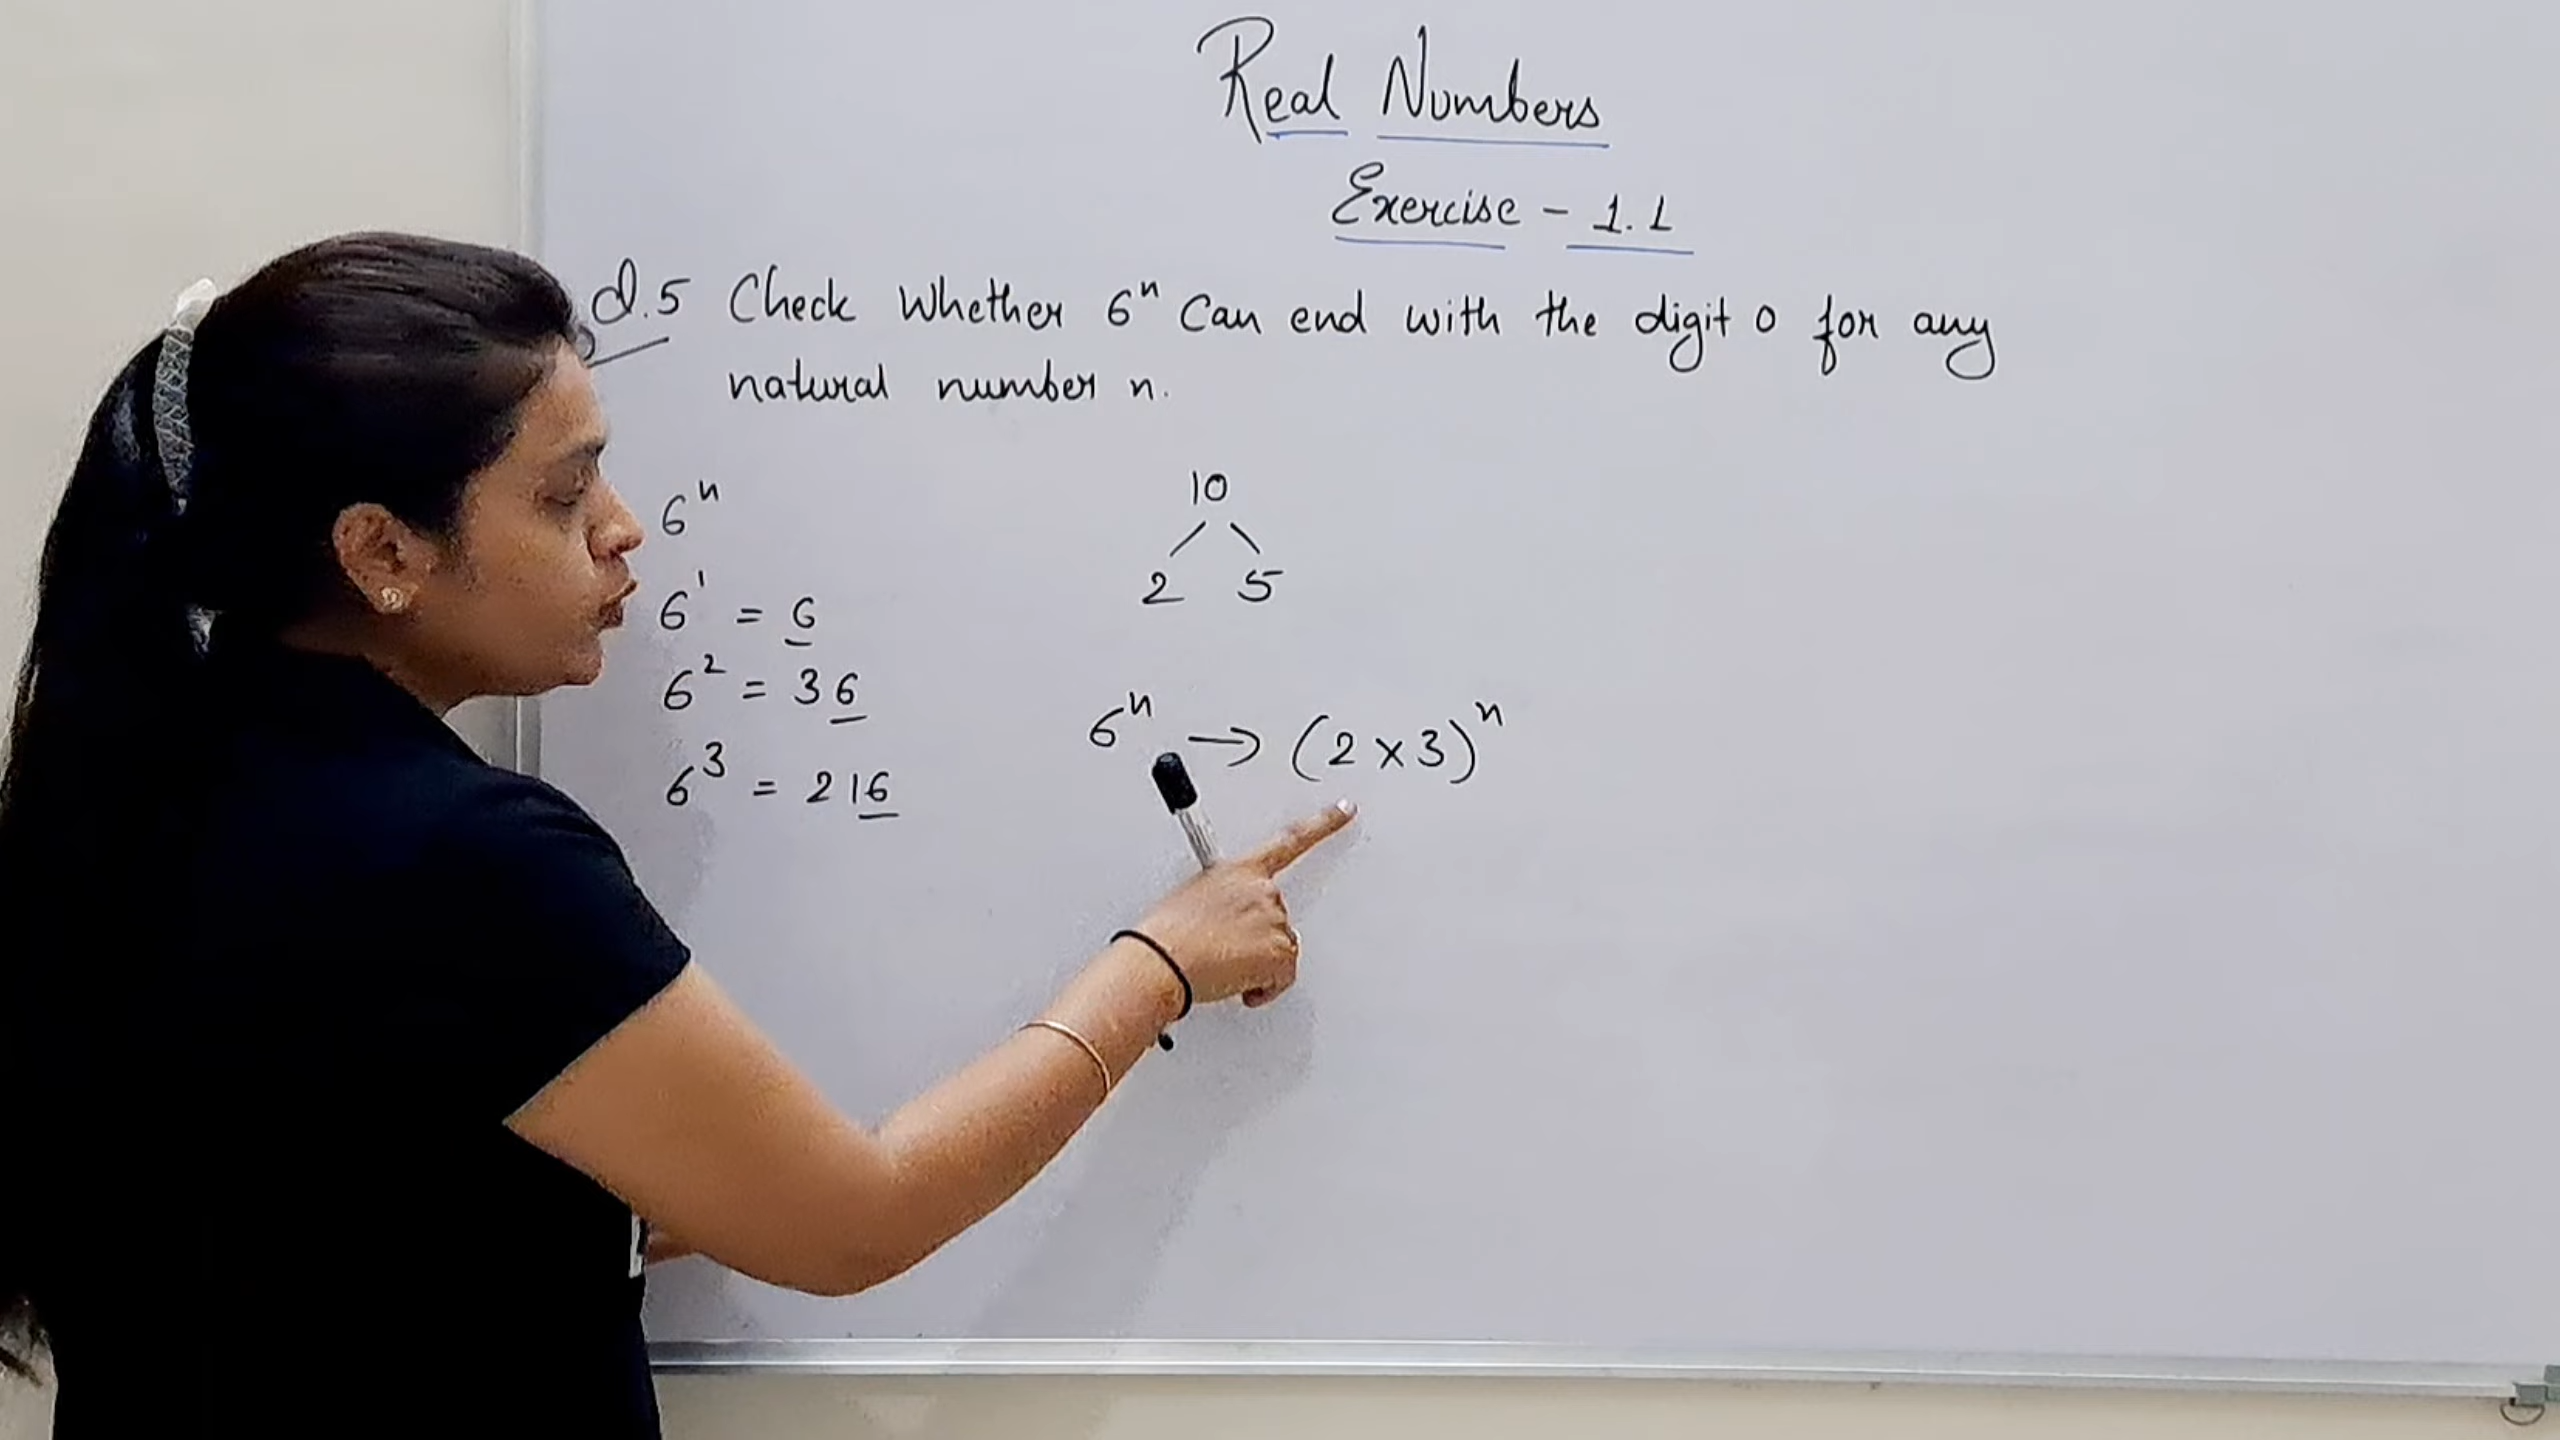 Real Numbers
Exercise - 1.1
Q.5 Check Whether 6ⁿ Can end with the digit 0 for any
natural number n.
6ⁿ
6¹ = 6
6² = 36
6³ = 216
10
2 5
6ⁿ → (2 × 3)ⁿ